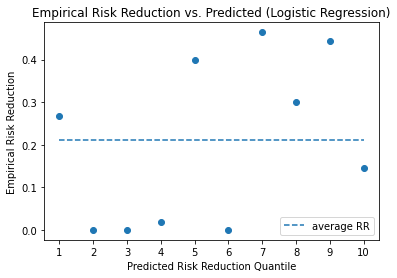 Empirical Risk Reduction vs. Predicted (Logistic Regression)
Empirical Risk Reduction
0.4
0.3
0.2
0.1
0.0
average RR
1 2 3 4 5 6 7 8 9 10
Predicted Risk Reduction Quantile